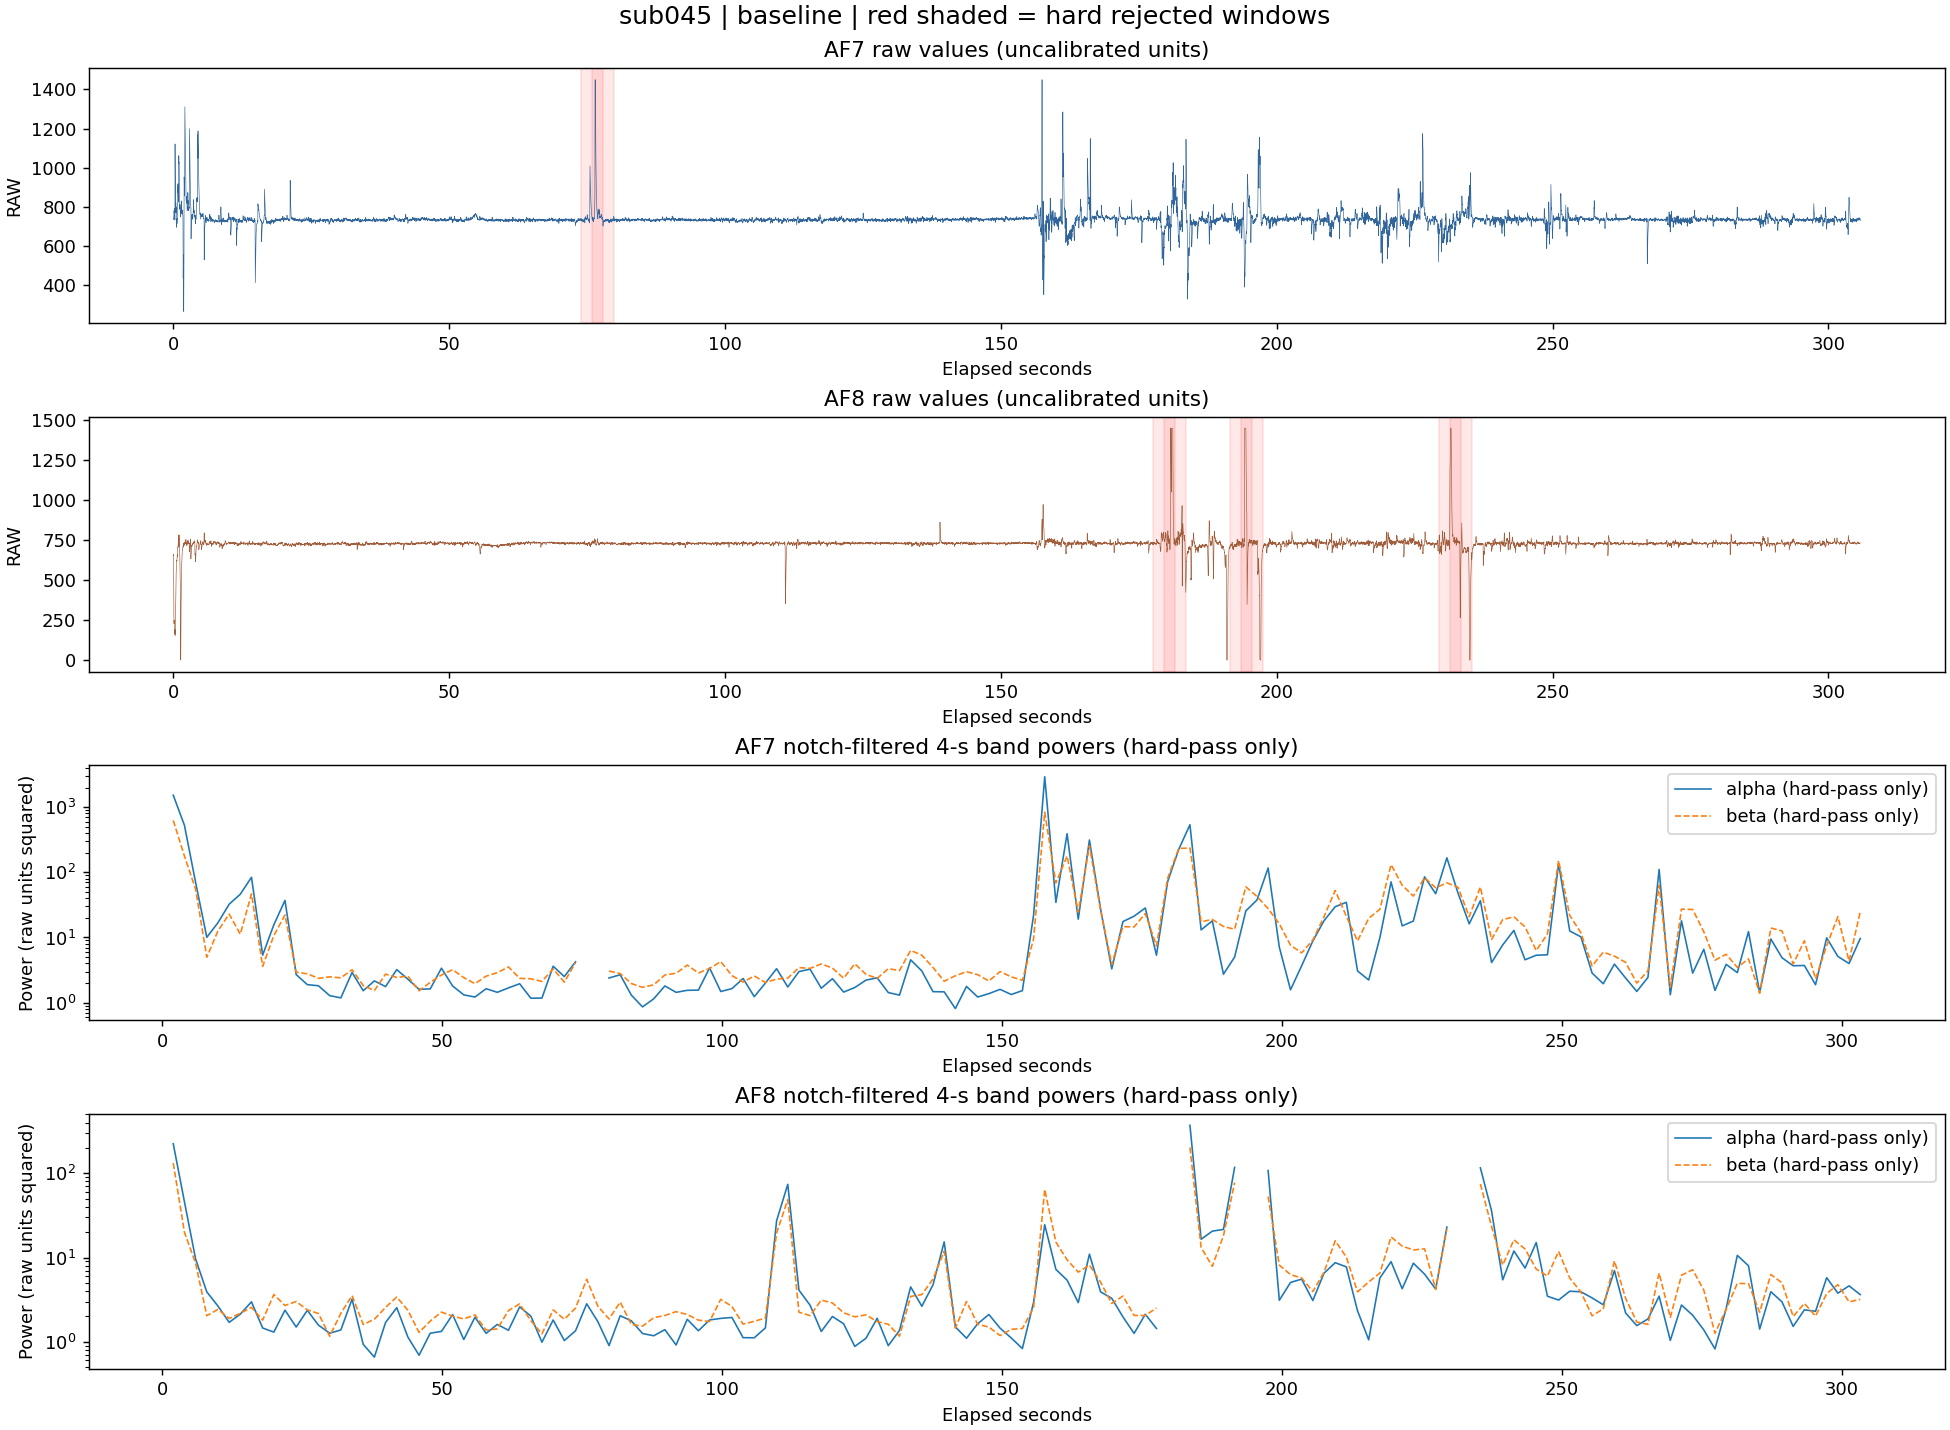 sub045 | baseline | red shaded = hard rejected windows
AF7 raw values (uncalibrated units)
RAW
1400
1200
1000
800
600
400
0 50 100 150 200 250 300
Elapsed seconds
AF8 raw values (uncalibrated units)
RAW
1500
1250
1000
750
500
250
0
0 50 100 150 200 250 300
Elapsed seconds
AF7 notch-filtered 4-s band powers (hard-pass only)
Power (raw units squared)
10³
10²
10¹
10⁰
alpha (hard-pass only)
beta (hard-pass only)
0 50 100 150 200 250 300
Elapsed seconds
AF8 notch-filtered 4-s band powers (hard-pass only)
Power (raw units squared)
10²
10¹
10⁰
alpha (hard-pass only)
beta (hard-pass only)
0 50 100 150 200 250 300
Elapsed seconds